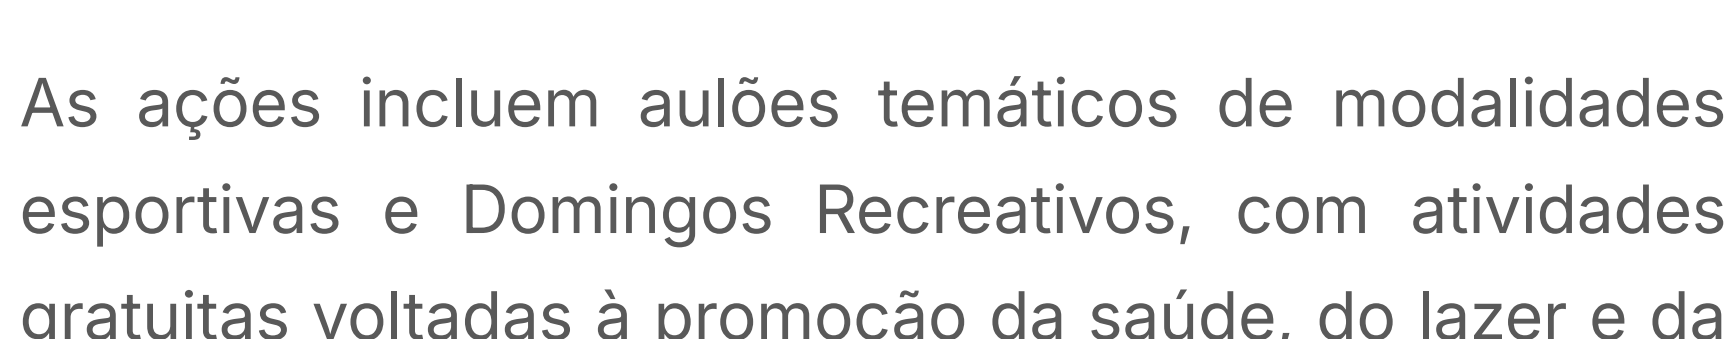 As ações incluem aulões temáticos de modalidades
esportivas e Domingos Recreativos, com atividades
gratuitas voltadas à promoção da saúde, do lazer e da